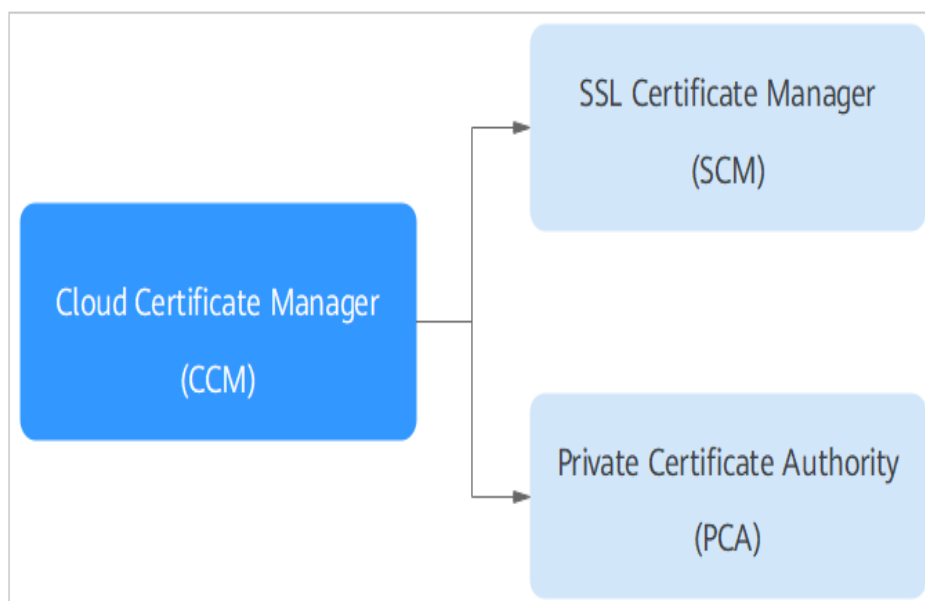 SSL Certificate Manager
(SCM)
Cloud Certificate Manager
(CCM)
Private Certificate Authority
(PCA)